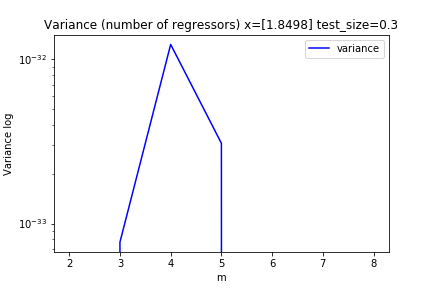 Variance (number of regressors) x=[1.8498] test_size=0.3
variance
10⁻³²
10⁻³³
Variance log
2 3 4 5 6 7 8
m